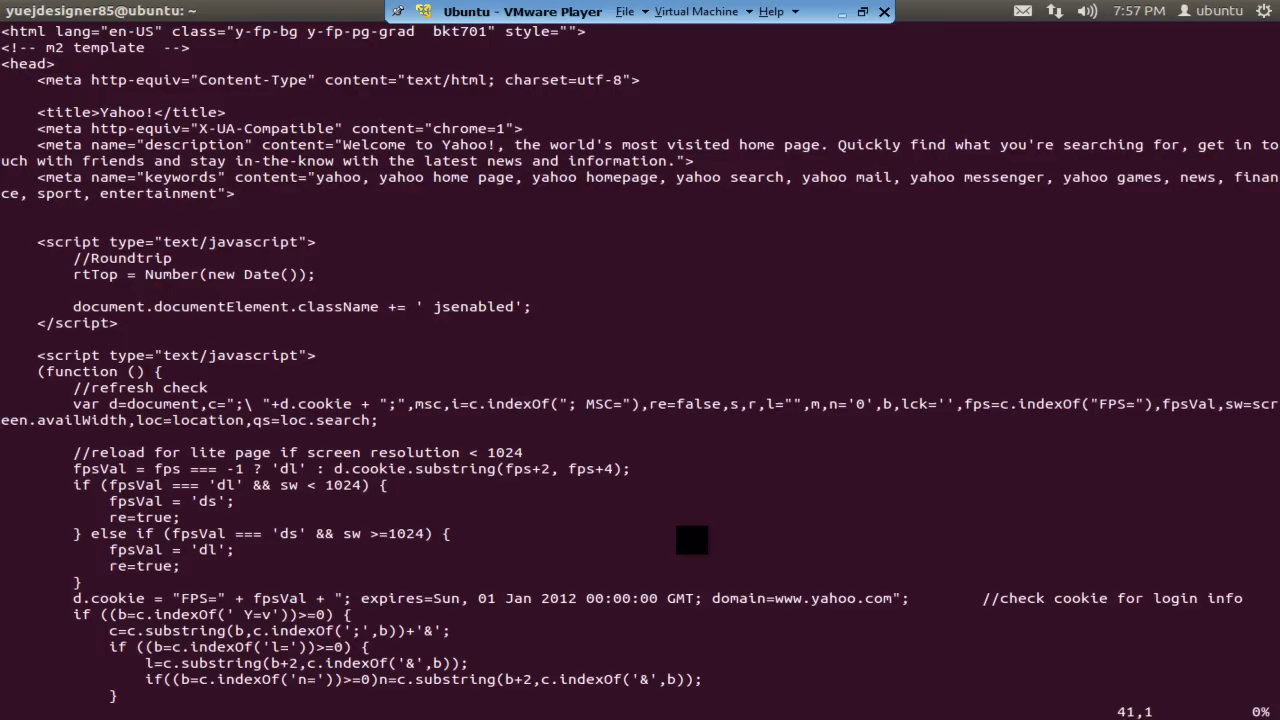 yuejdesigner85@ubuntu: ~
Ubuntu - VMware Player File Virtual Machine Help
7:57 PM ubuntu
<html lang="en-US" class="y-fp-bg y-fp-pg-grad  bkt701" style="">
<!-- m2 template  -->
<head>
    <meta http-equiv="Content-Type" content="text/html; charset=utf-8">
    <title>Yahoo!</title>
    <meta http-equiv="X-UA-Compatible" content="chrome=1">
    <meta name="description" content="Welcome to Yahoo!, the world's most visited home page. Quickly find what you're searching for, get in to
uch with friends and stay in-the-know with the latest news and information.">
    <meta name="keywords" content="yahoo, yahoo home page, yahoo homepage, yahoo search, yahoo mail, yahoo messenger, yahoo games, news, finan
ce, sport, entertainment">
    <script type="text/javascript">
        //Roundtrip
        rtTop = Number(new Date());
        document.documentElement.className += ' jsenabled';
    </script>
    <script type="text/javascript">
    (function () {
        //refresh check
        var d=document,c=";\ "+d.cookie + ";",msc,i=c.indexOf("; MSC="),re=false,s,r,l="",m,n='0',b,lck='',fps=c.indexOf("FPS="),fpsVal,sw=scr
een.availWidth,loc=location,qs=loc.search;
        //reload for lite page if screen resolution < 1024
        fpsVal = fps === -1 ? 'dl' : d.cookie.substring(fps+2, fps+4);
        if (fpsVal === 'dl' && sw < 1024) {
            fpsVal = 'ds';
            re=true;
        } else if (fpsVal === 'ds' && sw >=1024) {
            fpsVal = 'dl';
            re=true;
        }
        d.cookie = "FPS=" + fpsVal + "; expires=Sun, 01 Jan 2012 00:00:00 GMT; domain=www.yahoo.com";        //check cookie for login info
        if ((b=c.indexOf(' Y=v'))>=0) {
            c=c.substring(b,c.indexOf(';',b))+'&';
            if ((b=c.indexOf('l='))>=0) {
                l=c.substring(b+2,c.indexOf('&',b));
                if((b=c.indexOf('n='))>=0)n=c.substring(b+2,c.indexOf('&',b));
            }
41,1 0%